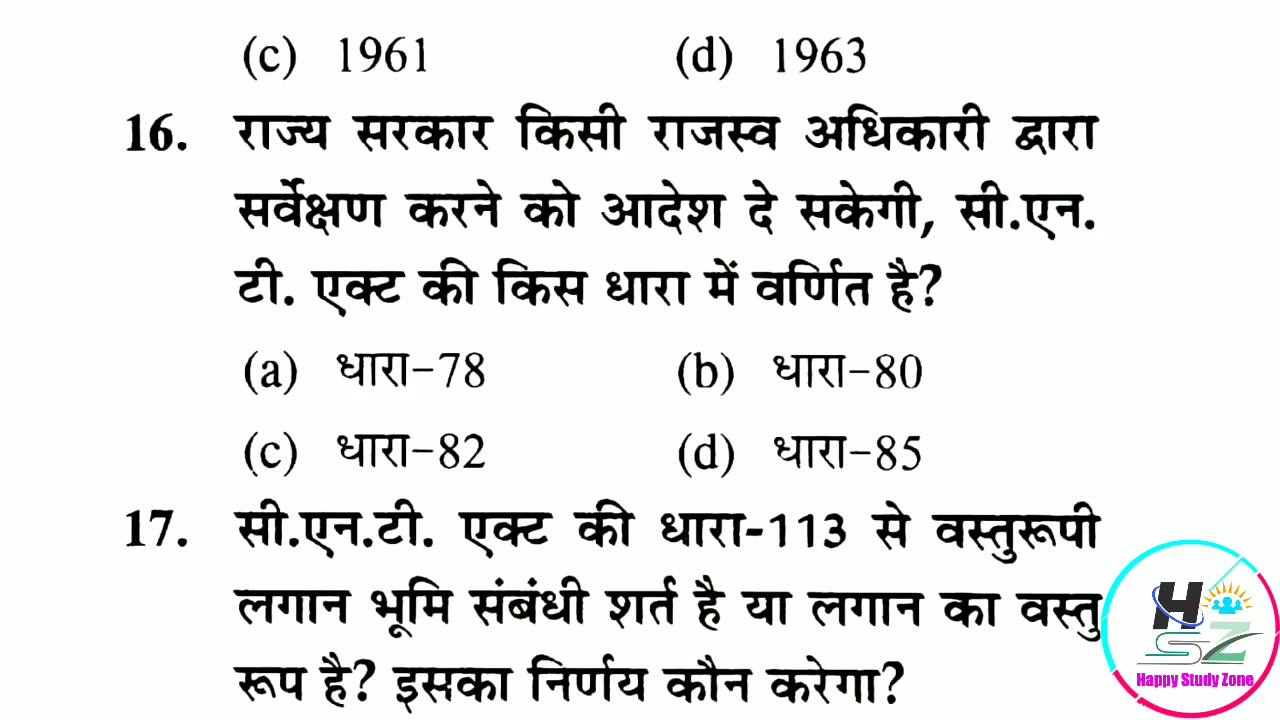 (c) 1961 (d) 1963
16. राज्य सरकार किसी राजस्व अधिकारी द्वारा
सर्वेक्षण करने को आदेश दे सकेगी, सी.एन.
टी. एक्ट की किस धारा में वर्णित है?
(a) धारा-78 (b) धारा-80
(c) धारा-82 (d) धारा-85
17. सी.एन.टी. एक्ट की धारा-113 से वस्तुरूपी
लगान भूमि संबंधी शर्त है या लगान का वस्तु
रूप है? इसका निर्णय कौन करेगा?
H
SZ
Happy Study Zone